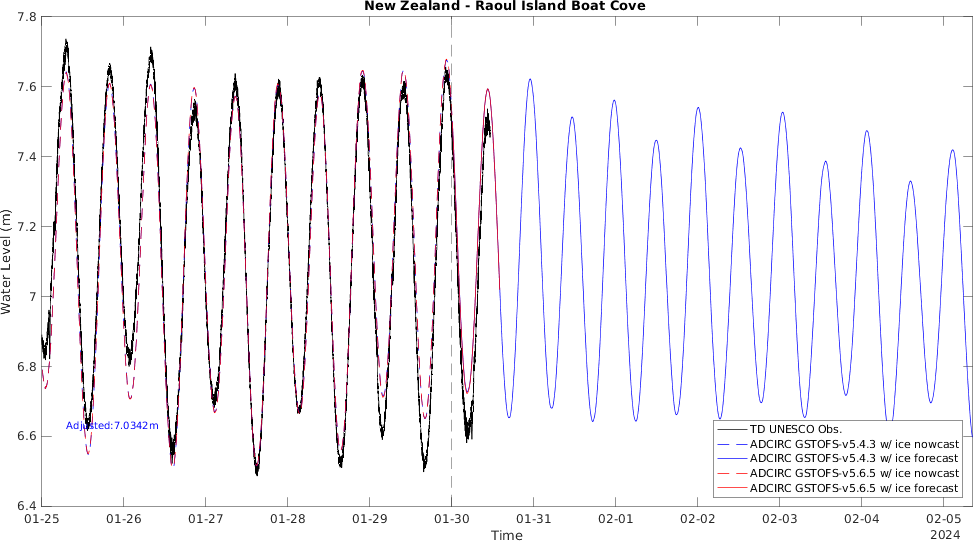 New Zealand - Raoul Island Boat Cove
Water Level (m)
7.8
7.6
7.4
7.2
7
6.8
6.6
6.4
Adjusted:7.0342m
TD UNESCO Obs.
ADCIRC GSTOFS-v5.4.3 w/ ice nowcast
ADCIRC GSTOFS-v5.4.3 w/ ice forecast
ADCIRC GSTOFS-v5.6.5 w/ ice nowcast
ADCIRC GSTOFS-v5.6.5 w/ ice forecast
01-25 01-26 01-27 01-28 01-29 01-30 01-31 02-01 02-02 02-03 02-04 02-05
Time
2024